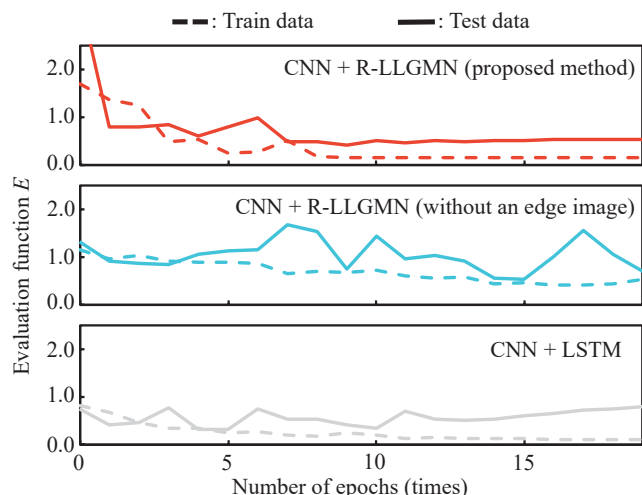 : Train data : Test data
CNN + R-LLGMN (proposed method)
2.0
1.0
0.0
CNN + R-LLGMN (without an edge image)
2.0
1.0
0.0
Evaluation function E
CNN + LSTM
2.0
1.0
0.0
0 5 10 15
Number of epochs (times)